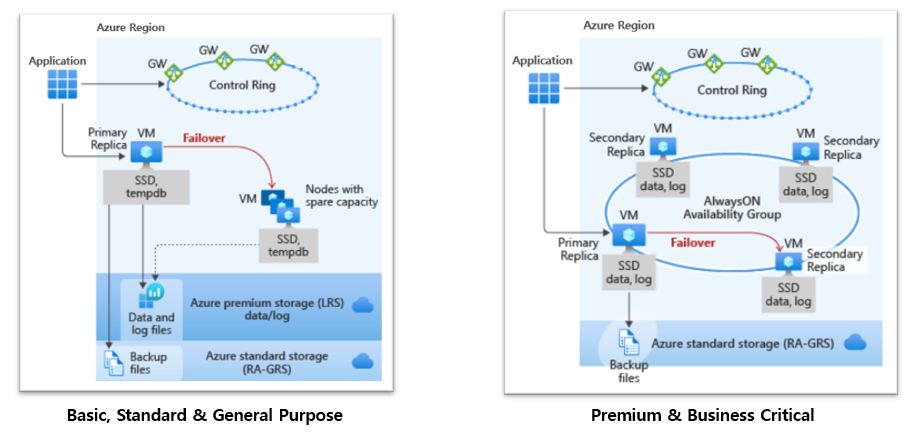 Azure Region
Application
GW
GW
GW
Control Ring
Primary
Replica
VM
Failover
SSD,
tempdb
VM
Nodes with
spare capacity
SSD,
tempdb
Data and
log files
Azure premium storage (LRS)
data/log
Backup
files
Azure standard storage
(RA-GRS)
Basic, Standard & General Purpose
Azure Region
Application
GW
GW
GW
Control Ring
Secondary
Replica
VM
SSD
data, log
VM
Secondary
Replica
SSD
data, log
AlwaysON
Availability Group
VM
Primary
Replica
Failover
SSD
data, log
VM
Secondary
Replica
SSD
data, log
Azure standard storage (RA-GRS)
Backup
files
Premium & Business Critical